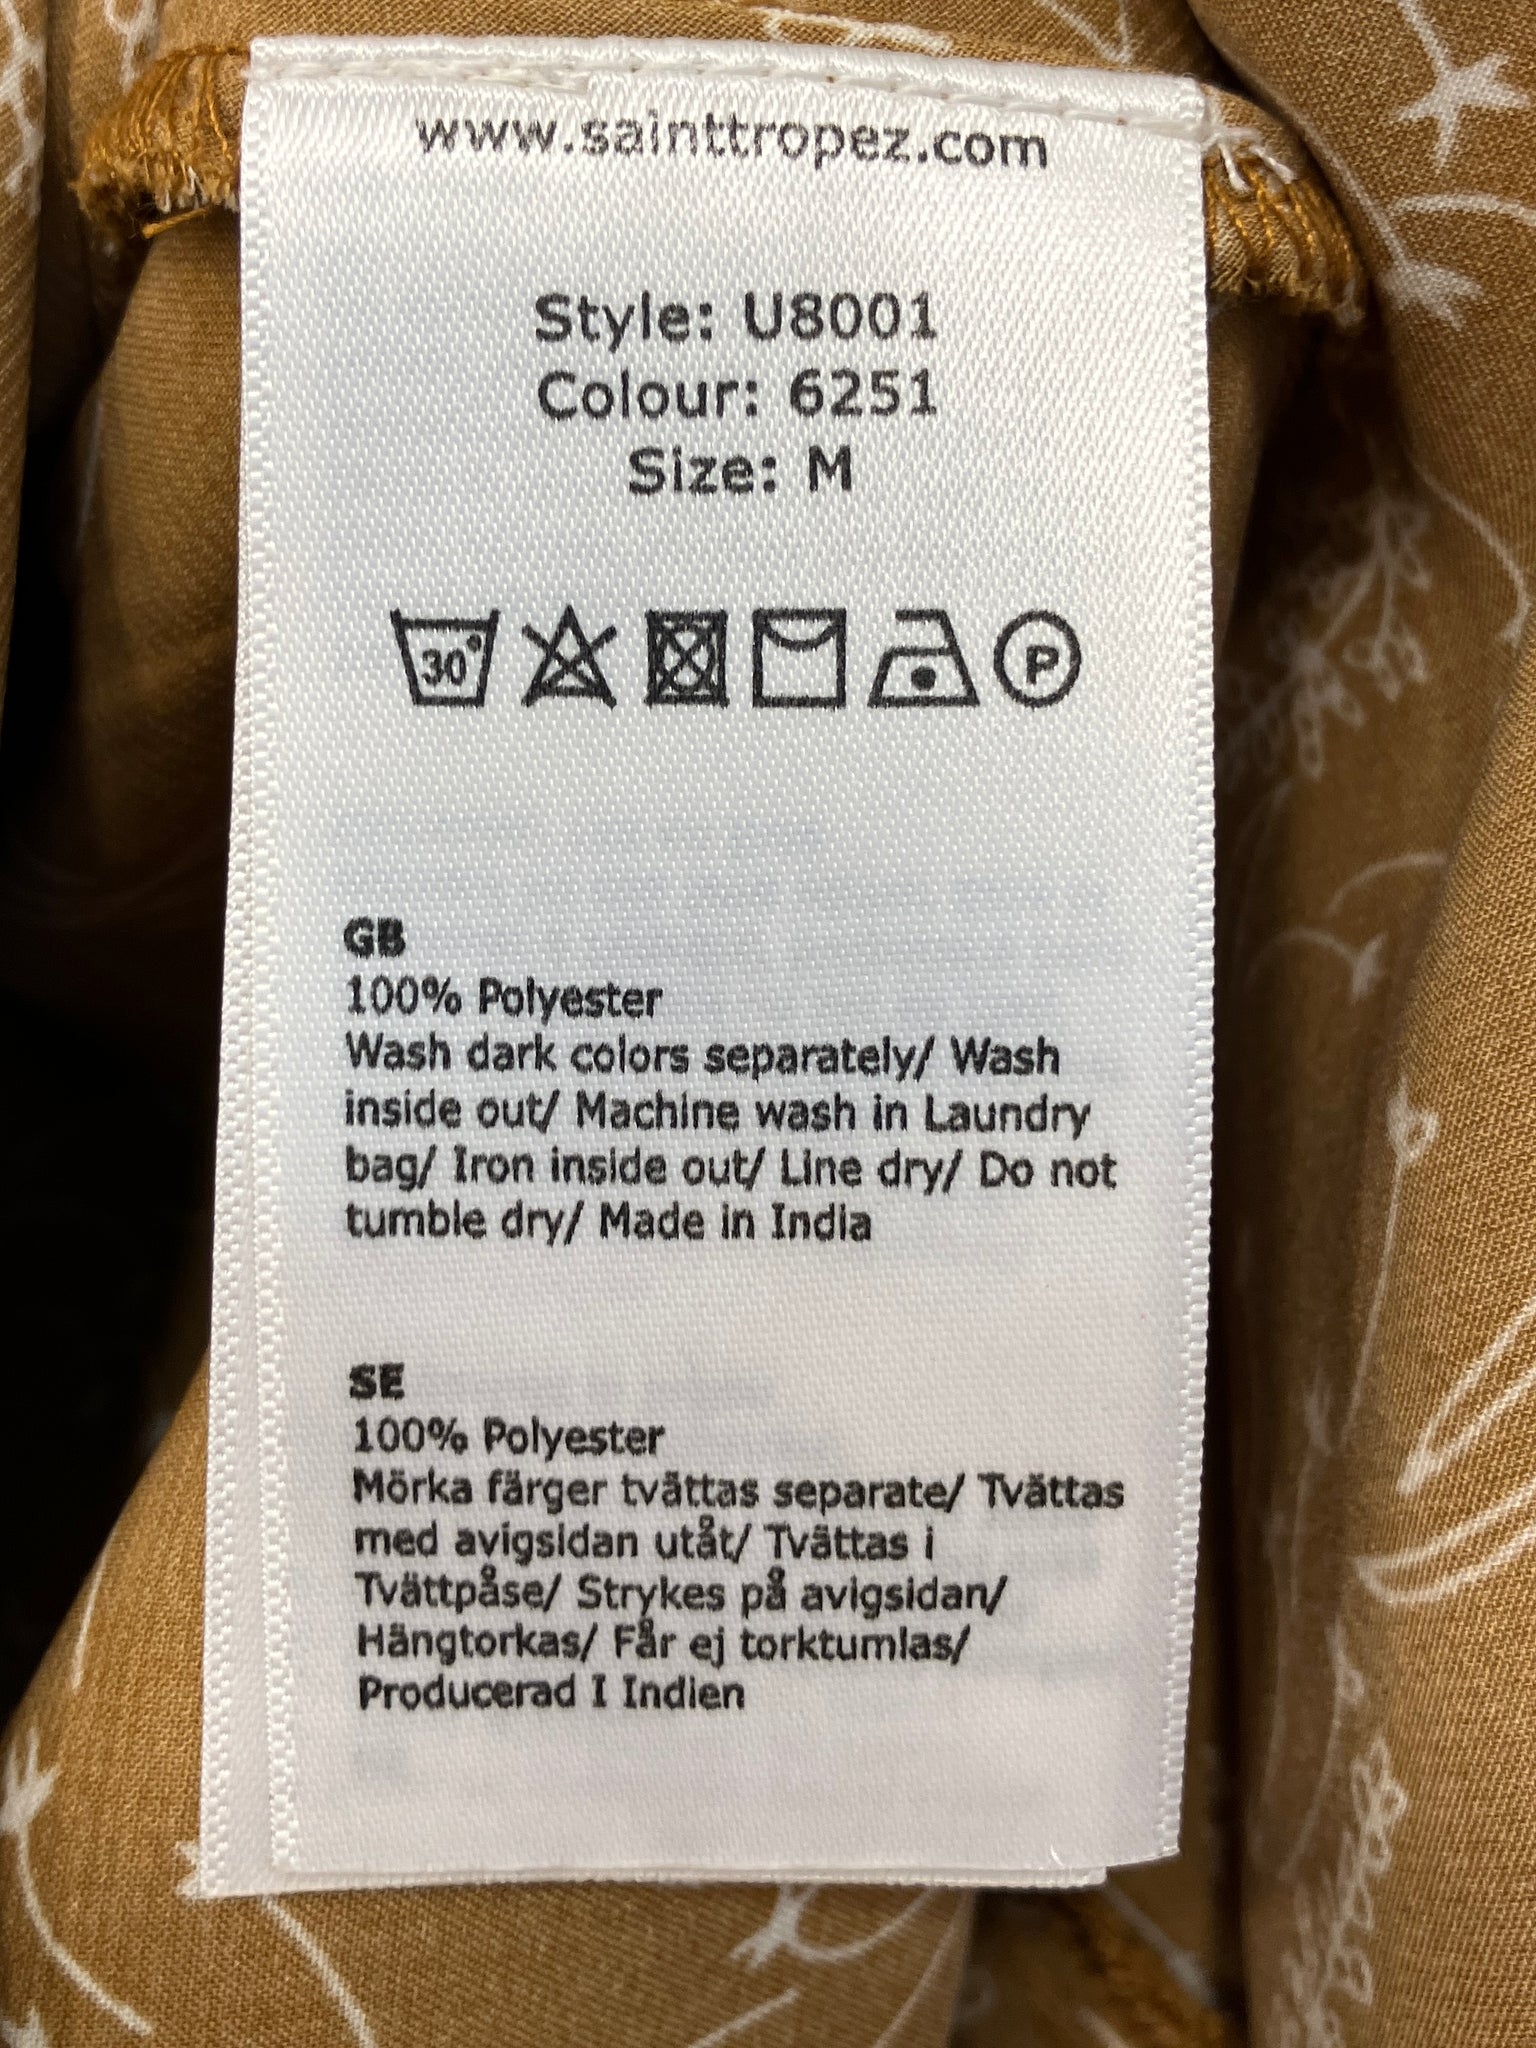 www.sainttropez.com
Style: U8001
Colour: 6251
Size: M
30°
P
GB
100% Polyester
Wash dark colors separately/ Wash
inside out/ Machine wash in Laundry
bag/ Iron inside out/ Line dry/ Do not
tumble dry/ Made in India
SE
100% Polyester
Mörka färger tvättas separate/ Tvättas
med avigsidan utåt/ Tvättas i
Tvättpåse/ Strykes på avigsidan/
Hängtorkas/ Får ej torktumlas/
Producerad I Indien